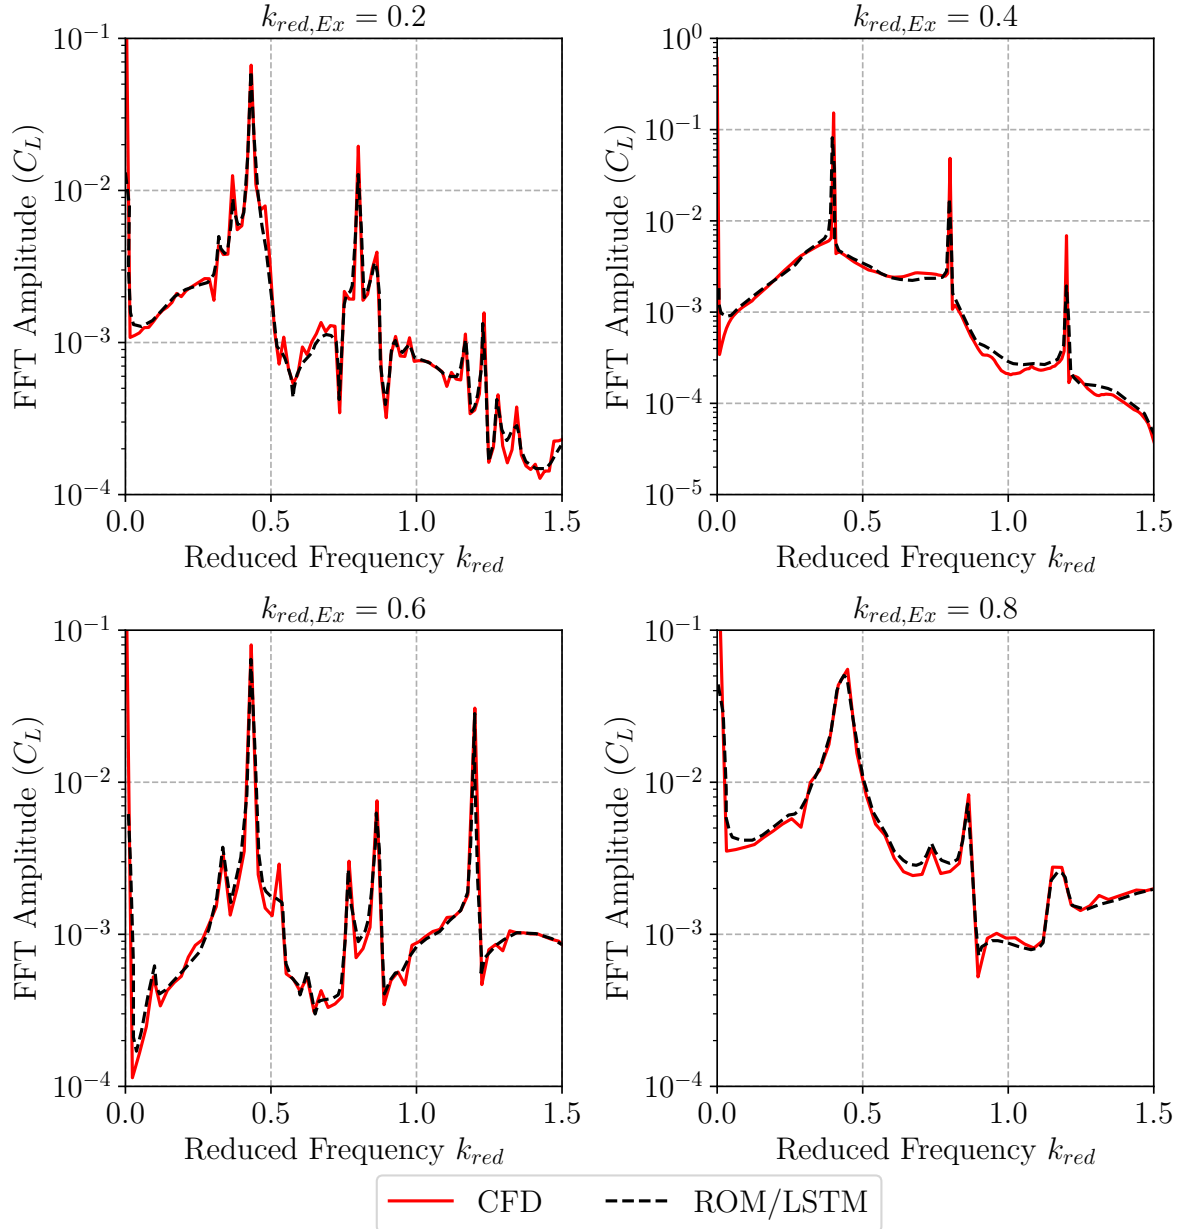 k_{red,Ex} = 0.2
10^{-1}
10^{-2}
10^{-3}
10^{-4}
FFT Amplitude (C_L)
0.0 0.5 1.0 1.5
Reduced Frequency k_{red}
k_{red,Ex} = 0.4
10^{0}
10^{-1}
10^{-2}
10^{-3}
10^{-4}
10^{-5}
FFT Amplitude (C_L)
0.0 0.5 1.0 1.5
Reduced Frequency k_{red}
k_{red,Ex} = 0.6
10^{-1}
10^{-2}
10^{-3}
10^{-4}
FFT Amplitude (C_L)
0.0 0.5 1.0 1.5
Reduced Frequency k_{red}
k_{red,Ex} = 0.8
10^{-1}
10^{-2}
10^{-3}
10^{-4}
FFT Amplitude (C_L)
0.0 0.5 1.0 1.5
Reduced Frequency k_{red}
CFD ROM/LSTM